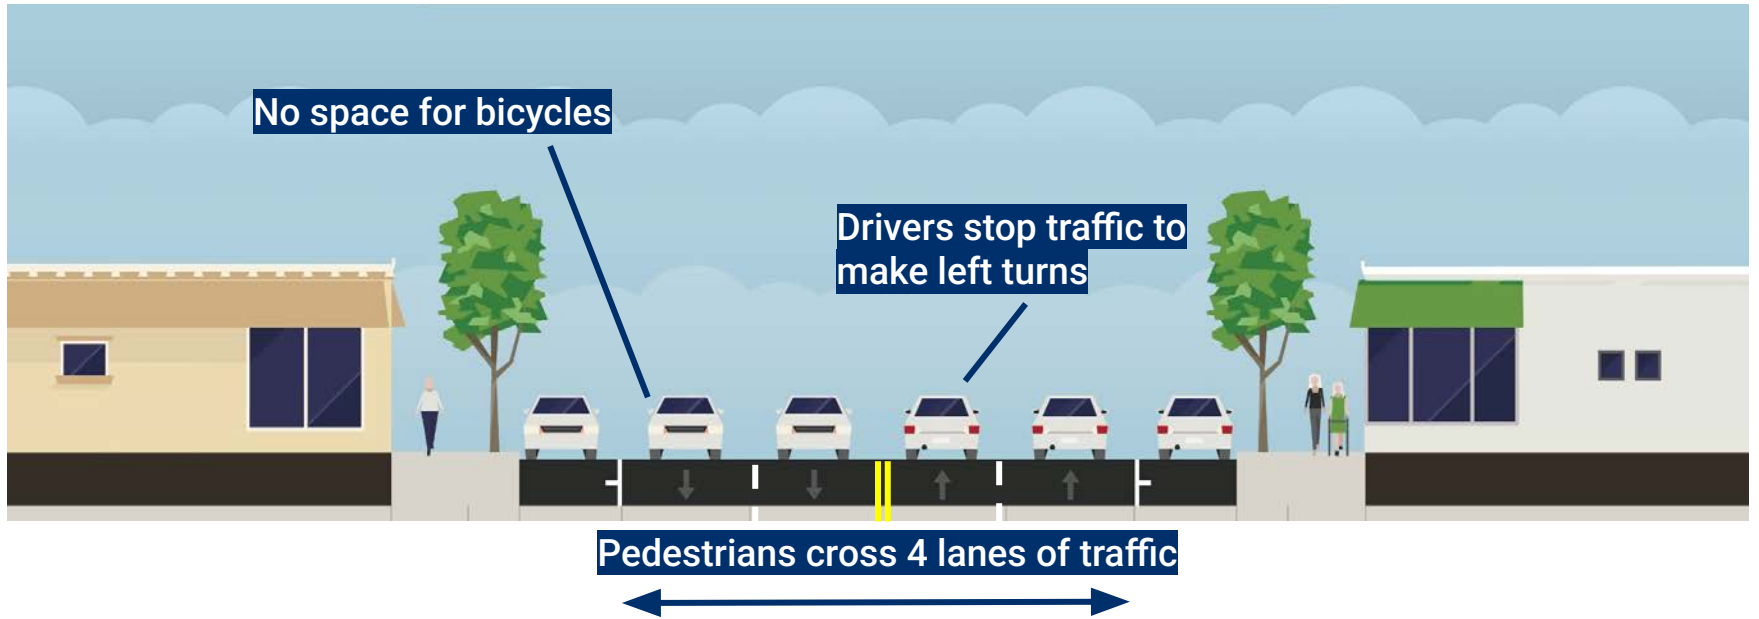 No space for bicycles
Drivers stop traffic to
make left turns
Pedestrians cross 4 lanes of traffic